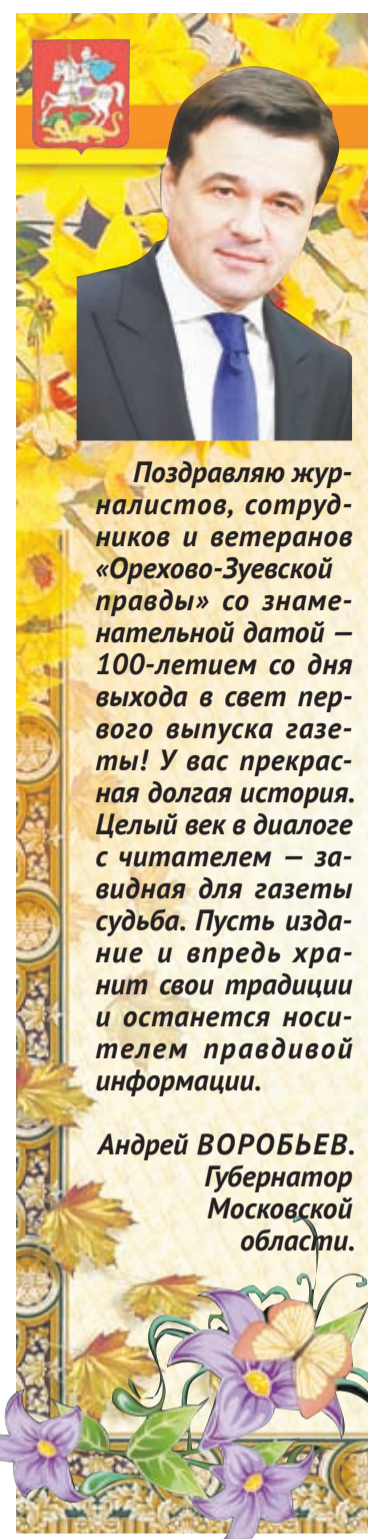 Поздравляю жур-
налистов, сотруд-
ников и ветеранов
«Орехово-Зуевской
правды» со знаме-
нательной датой —
100-летием со дня
выхода в свет пер-
вого выпуска газе-
ты! У вас прекрас-
ная долгая история.
Целый век в диалоге
с читателем — за-
видная для газеты
судьба. Пусть изда-
ние и впредь хра-
нит свои традиции
и останется носи-
телем правдивой
информации.
Андрей ВОРОБЬЕВ.
Губернатор
Московской
области.